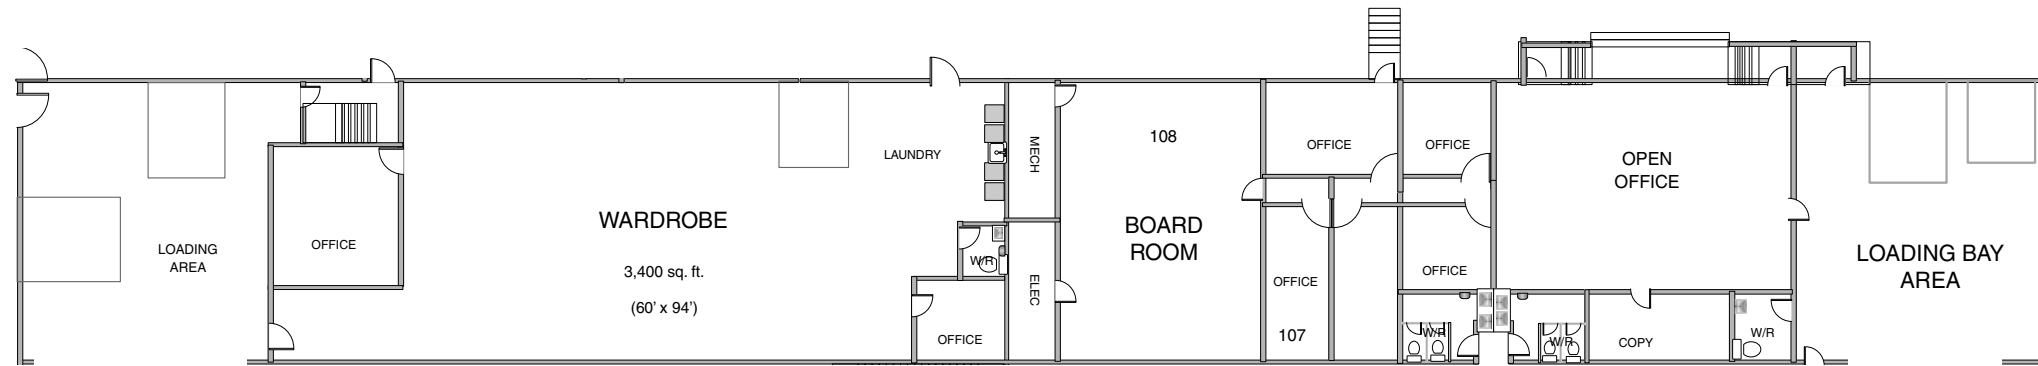 LOADING
AREA
OFFICE
WARDROBE
3,400 sq. ft.
(60’ x 94’)
LAUNDRY
W/R
OFFICE
MECH
ELEC
108
BOARD
ROOM
OFFICE
OFFICE
107
OFFICE
OFFICE
W/R
W/R
OPEN
OFFICE
COPY
W/R
LOADING BAY
AREA